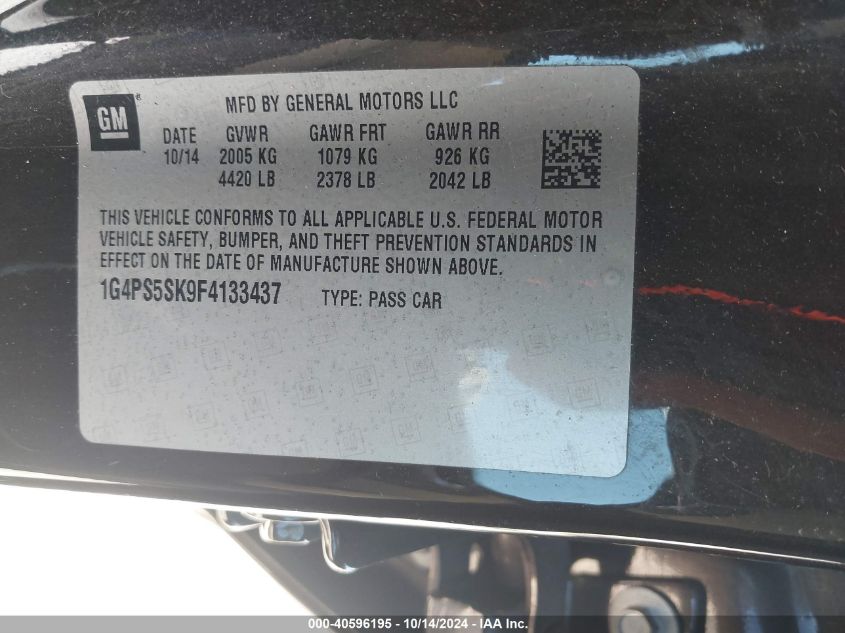 GM
MFD BY GENERAL MOTORS LLC
DATE GVWR GAWR FRT GAWR RR
10/14 2005 KG 1079 KG 926 KG
4420 LB 2378 LB 2042 LB
THIS VEHICLE CONFORMS TO ALL APPLICABLE U.S. FEDERAL MOTOR
VEHICLE SAFETY, BUMPER, AND THEFT PREVENTION STANDARDS IN
EFFECT ON THE DATE OF MANUFACTURE SHOWN ABOVE.
1G4PS5SK9F4133437 TYPE: PASS CAR
000-40596195 - 10/14/2024 - IAA Inc.